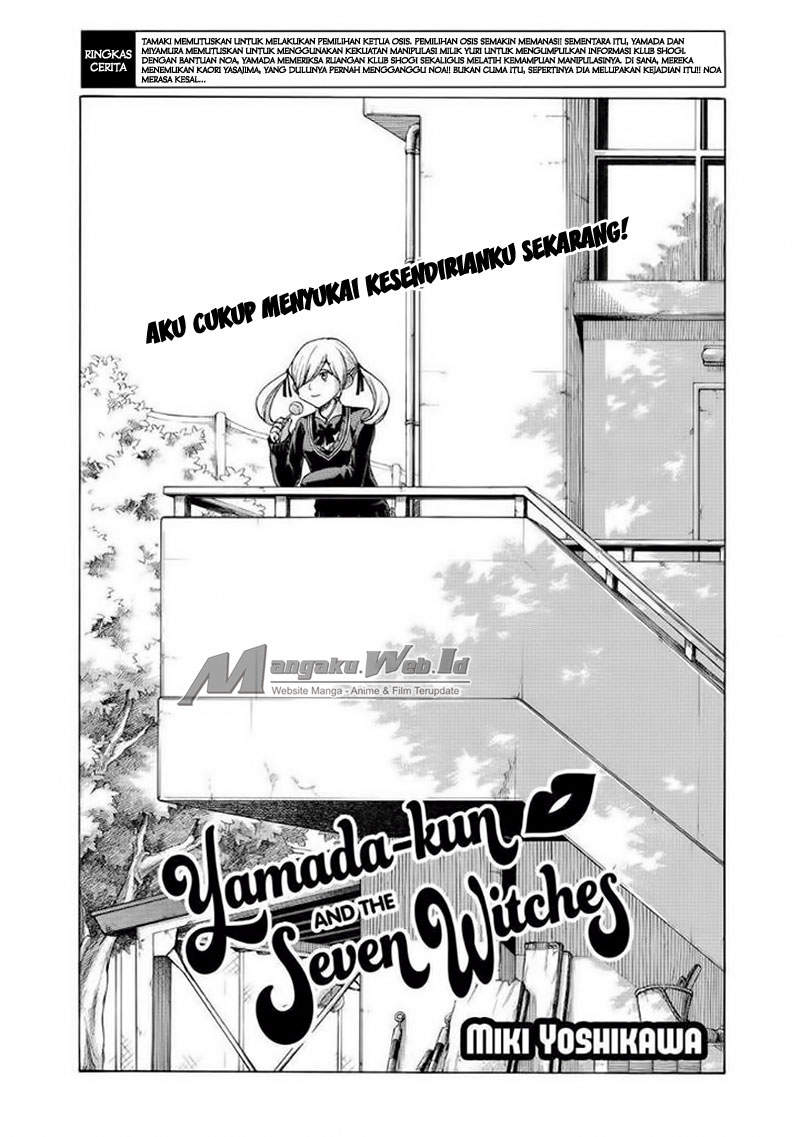 RINGKAS
CERITA
TAMAKI MEMUTUSKAN UNTUK MELAKUKAN PEMILIHAN KETUA OSIS. PEMILIHAN OSIS SEMAKIN MEMANAS!! SEMENTARA ITU, YAMADA DAN
MIYAMURA MEMUTUSKAN UNTUK MENGGUNAKAN KEKUATAN MANIPULASI MILIK YURI UNTUK MENGUMPULKAN INFORMASI KLUB SHOGI.
DENGAN BANTUAN NOA, YAMADA MEMERIKSA RUANGAN KLUB SHOGI SEKALIGUS MELATIH KEMAMPUAN MANIPULASINYA. DI SANA, MEREKA
MENEMUKAN KAORI YASAJIMA, YANG DULUNYA PERNAH MENGGANGGU NOA!! BUKAN CUMA ITU, SEPERTINYA DIA MELUPAKAN KEJADIAN ITU!! NOA
MERASA KESAL...
AKU CUKUP MENYUKAI KESENDIRIANKU SEKARANG!
Mangaku.Web.Id
Website Manga - Anime & Film Terupdate
Yamada-kun
AND THE
Seven Witches
MIKI YOSHIKAWA